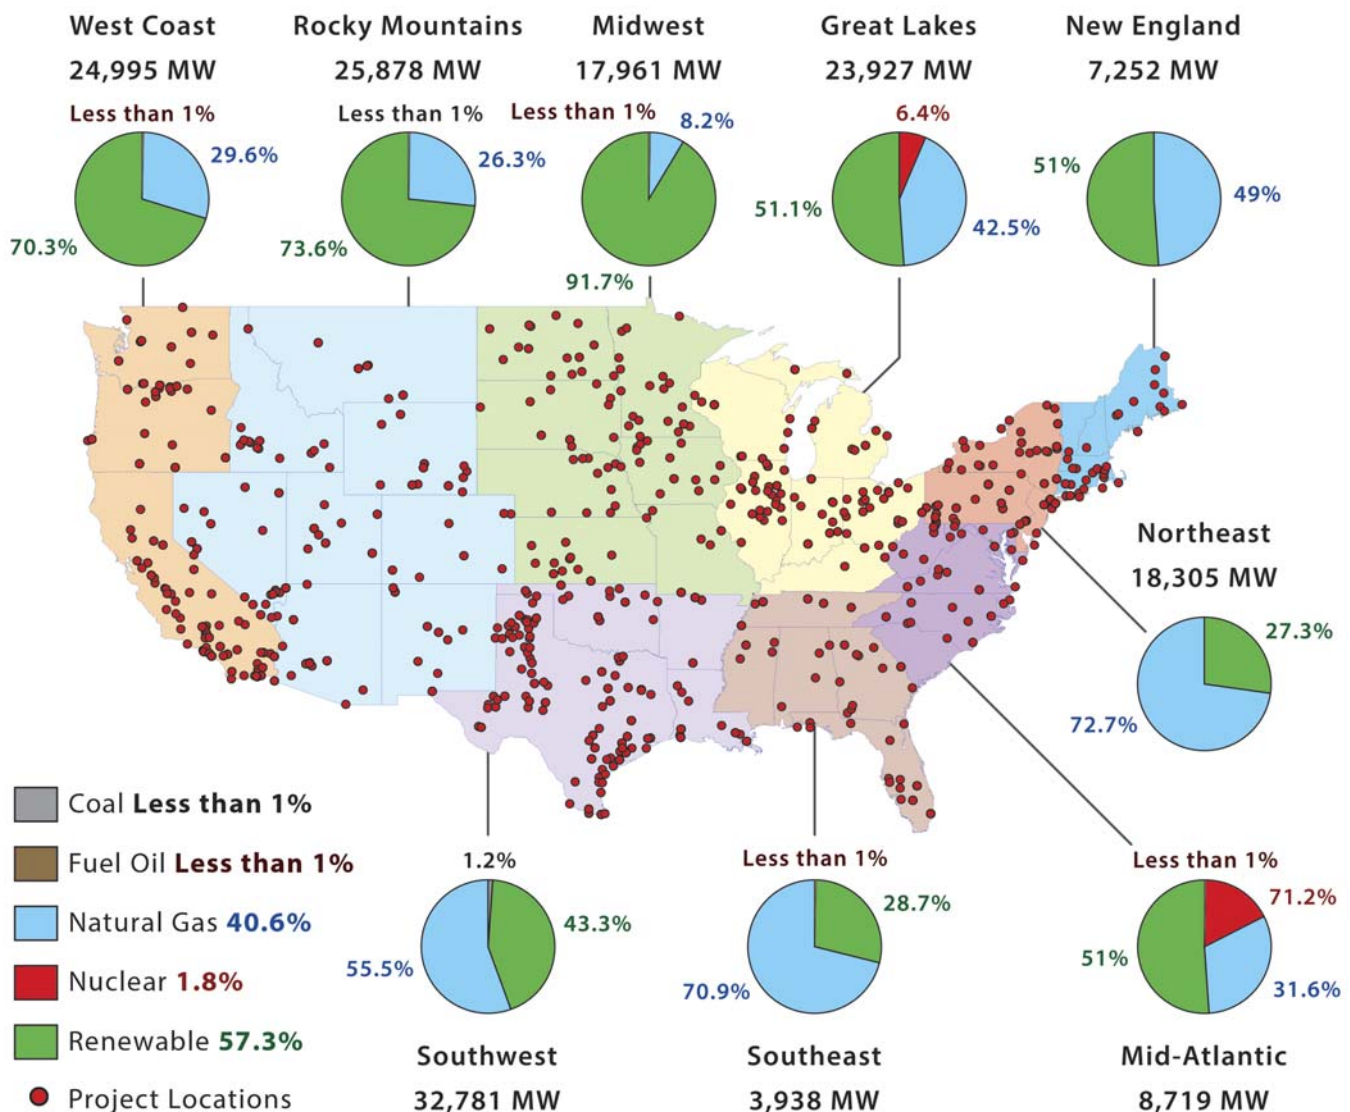 West Coast
24,995 MW
Less than 1%
29.6%
70.3%
Rocky Mountains
25,878 MW
Less than 1%
26.3%
73.6%
Midwest
17,961 MW
Less than 1%
8.2%
91.7%
Great Lakes
23,927 MW
6.4%
51.1%
42.5%
New England
7,252 MW
51%
49%
Northeast
18,305 MW
27.3%
72.7%
Coal Less than 1%
Fuel Oil Less than 1%
Natural Gas 40.6%
Nuclear 1.8%
Renewable 57.3%
Project Locations
1.2%
43.3%
55.5%
Southwest
32,781 MW
Less than 1%
28.7%
70.9%
Southeast
3,938 MW
Less than 1%
71.2%
51%
31.6%
Mid-Atlantic
8,719 MW